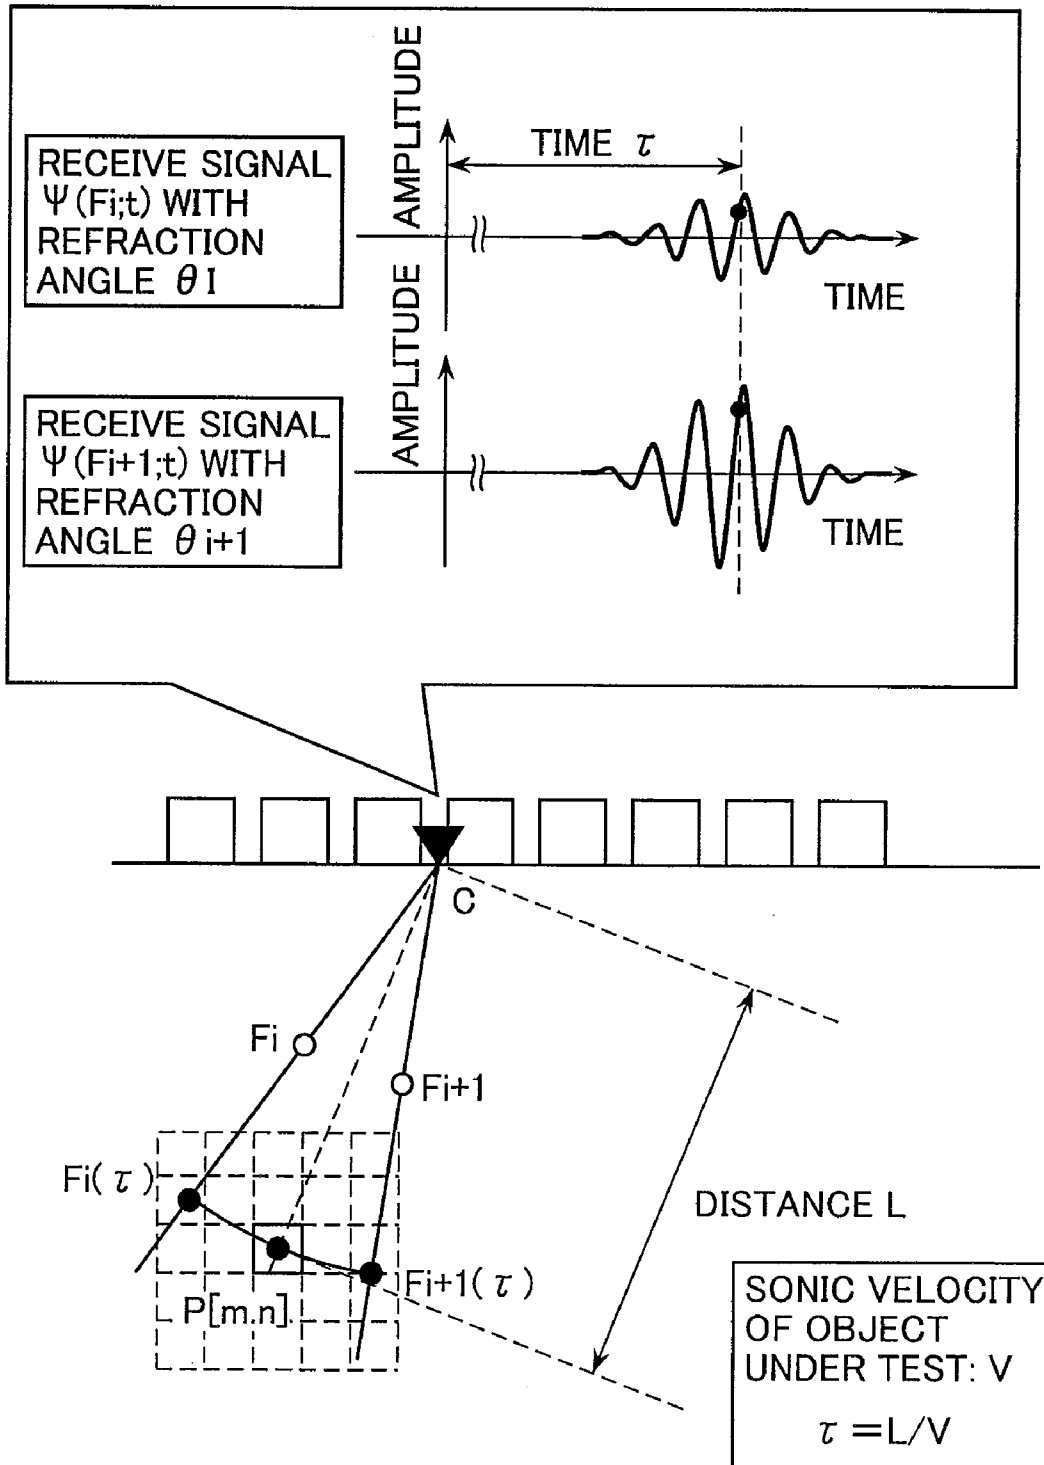 AMPLITUDE
TIME τ
RECEIVE SIGNAL
Ψ(Fi;t) WITH
REFRACTION
ANGLE θI
TIME
AMPLITUDE
RECEIVE SIGNAL
Ψ(Fi+1;t) WITH
REFRACTION
ANGLE θi+1
TIME
C
Fi
Fi+1
Fi(τ)
DISTANCE L
Fi+1(τ)
P[m.n]
SONIC VELOCITY
OF OBJECT
UNDER TEST: V
τ=L/V